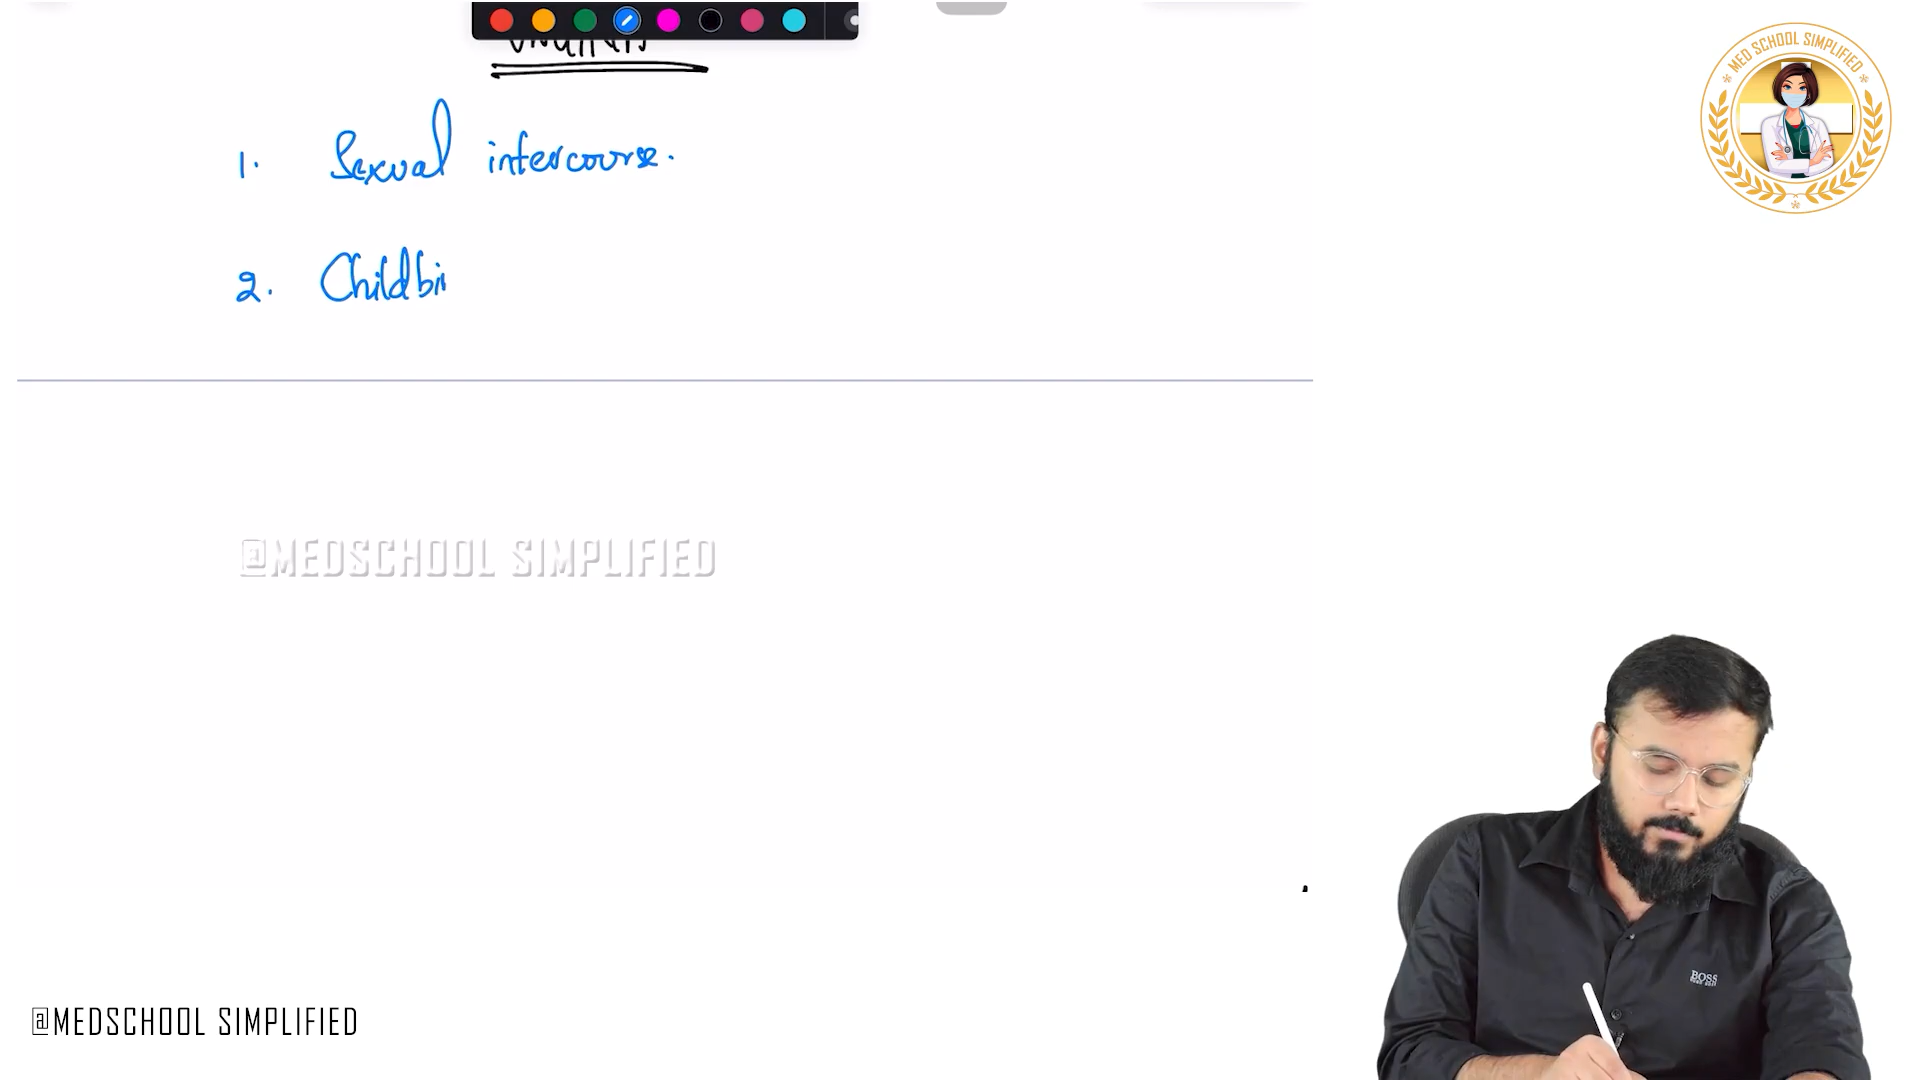 MED SCHOOL SIMPLIFIED
1. Sexual intercourse.
2. Childbi
@MEDSCHOOL SIMPLIFIED
BOSS
@MEDSCHOOL SIMPLIFIED